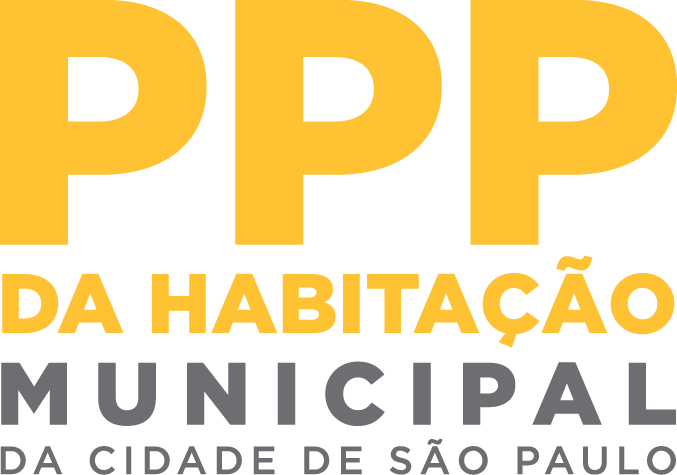 PPP
DA HABITAÇÃO
MUNICIPAL
DA CIDADE DE SÃO PAULO